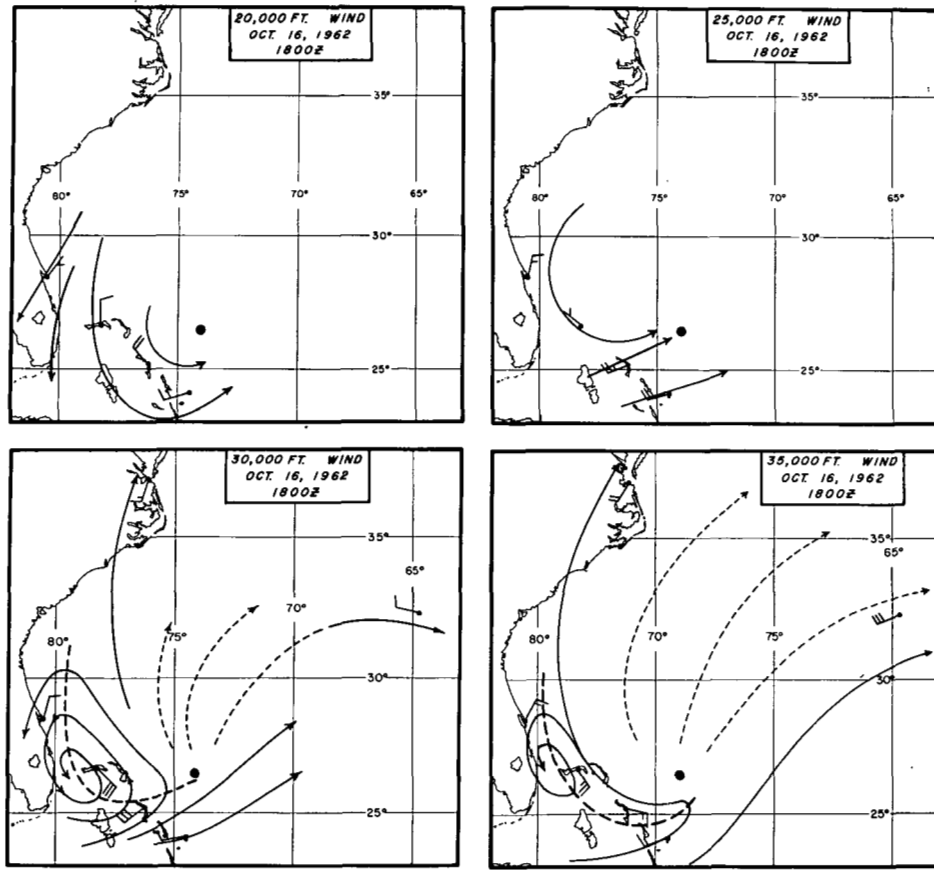 20,000 FT. WIND
OCT. 16, 1962
1800Z
35°
80°
75°
70°
65°
30°
25°
25,000 FT. WIND
OCT. 16, 1962
1800Z
35°
80°
75°
70°
65°
30°
25°
30,000 FT. WIND
OCT. 16, 1962
1800Z
35°
65°
70°
75°
80°
30°
25°
35,000 FT. WIND
OCT. 16, 1962
1800Z
35°
80°
70°
75°
65°
30°
25°